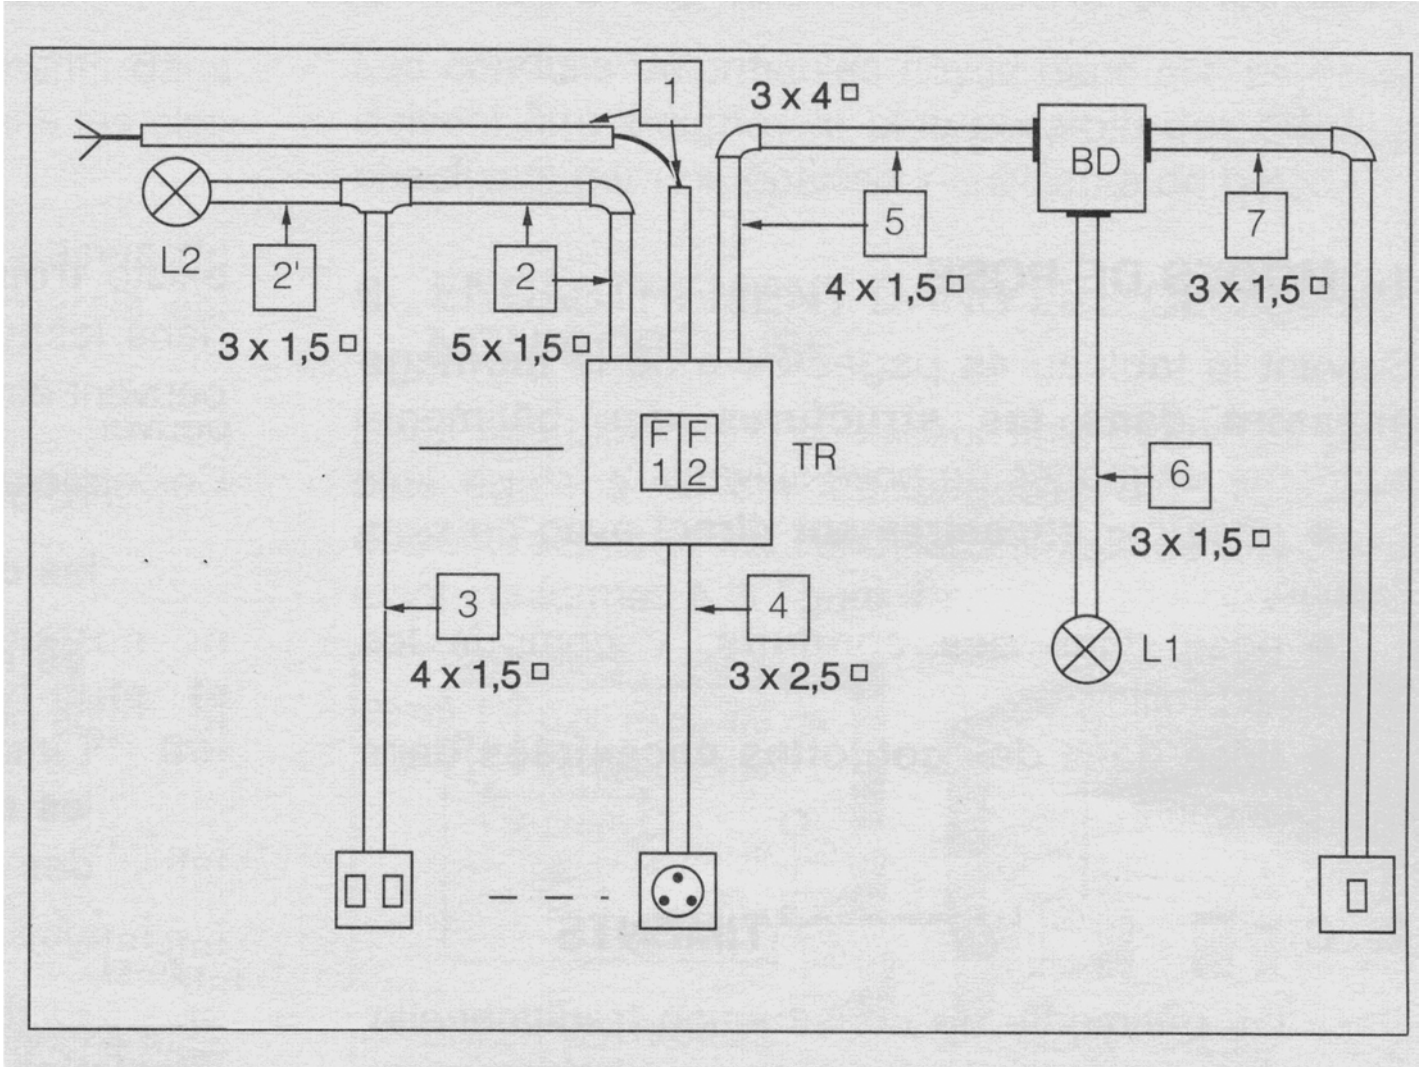 1
3 x 4 □
BD
L2
2'
2
5
7
3 x 1,5 □
5 x 1,5 □
4 x 1,5 □
3 x 1,5 □
F F
1 2
TR
6
3 x 1,5 □
3
4
4 x 1,5 □
3 x 2,5 □
L1